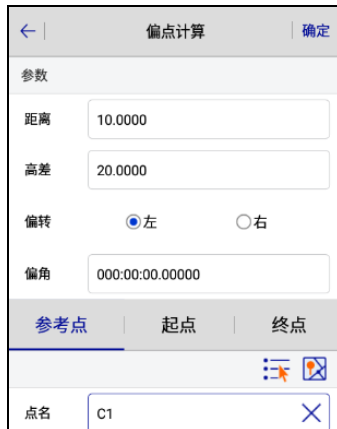 偏点计算 确定
参数
距离 10.0000
高差 20.0000
偏转 左 右
偏角 000:00:00.00000
参考点 起点 终点
点名 C1